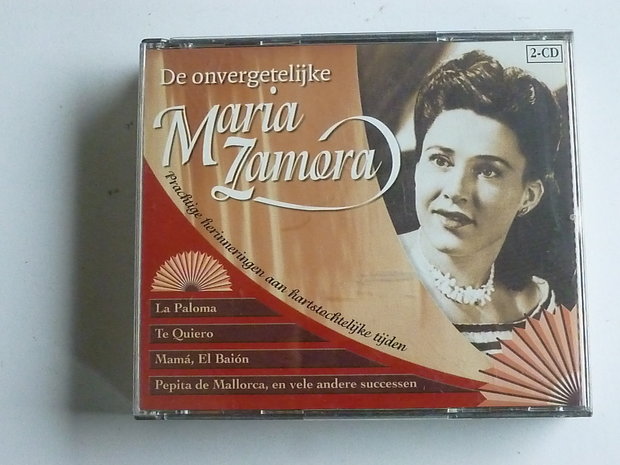 De onvergetelijke
2-CD
Maria
Zamora
Prachtige herinneringen aan hartstochtelijke tijden
La Paloma
Te Quiero
Mamá, El Baión
Pepita de Mallorca, en vele andere successen